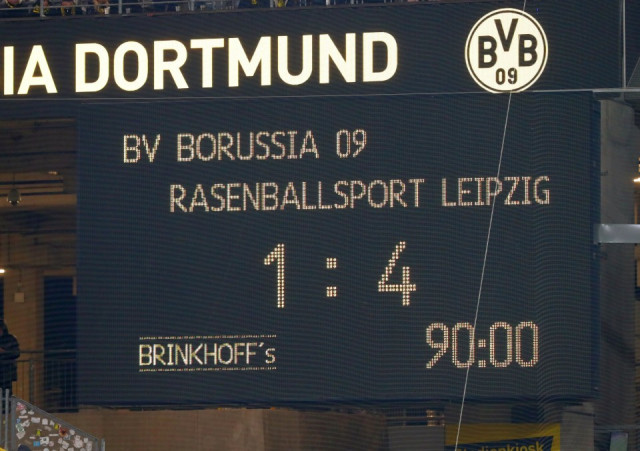 IA DORTMUND
BVB
09
BV BORUSSIA 09
RASENBALLSPORT LEIPZIG
1 : 4
BRINKHOFF's 90:00